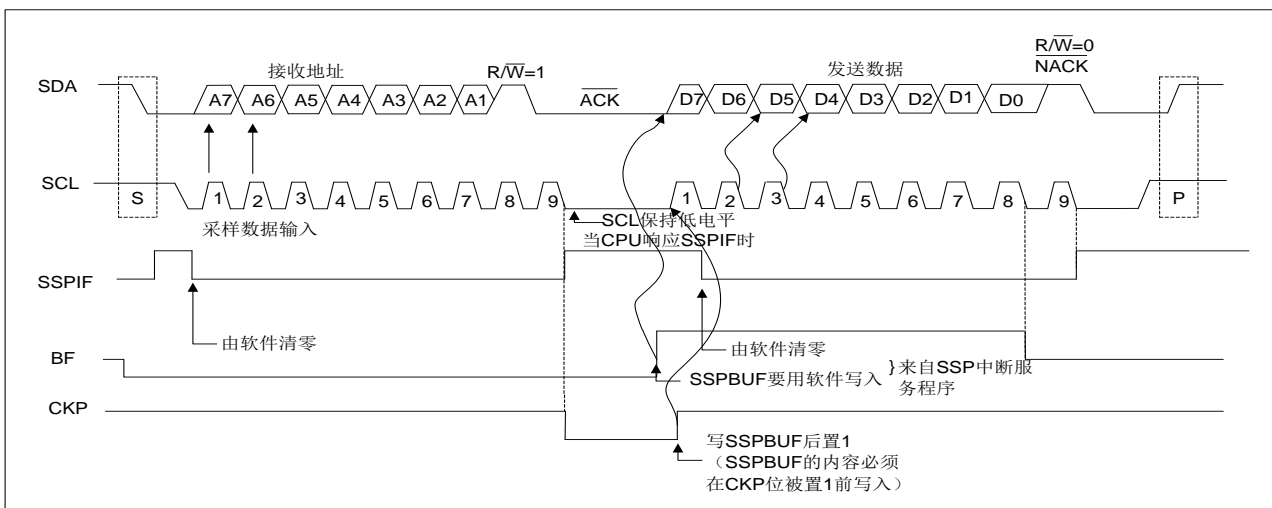 R/W=0
NACK
接收地址
R/W=1
发送数据
SDA
A7 A6 A5 A4 A3 A2 A1
ACK
D7 D6 D5 D4 D3 D2 D1 D0
SCL
S
1 2 3 4 5 6 7 8 9
1 2 3 4 5 6 7 8 9
P
采样数据输入
SCL保持低电平
当CPU响应SSPIF时
SSPIF
由软件清零
由软件清零
BF
SSPBUF要用软件写入
}来自SSP中断服
务程序
CKP
写SSPBUF后置1
（SSPBUF的内容必须
在CKP位被置1前写入）